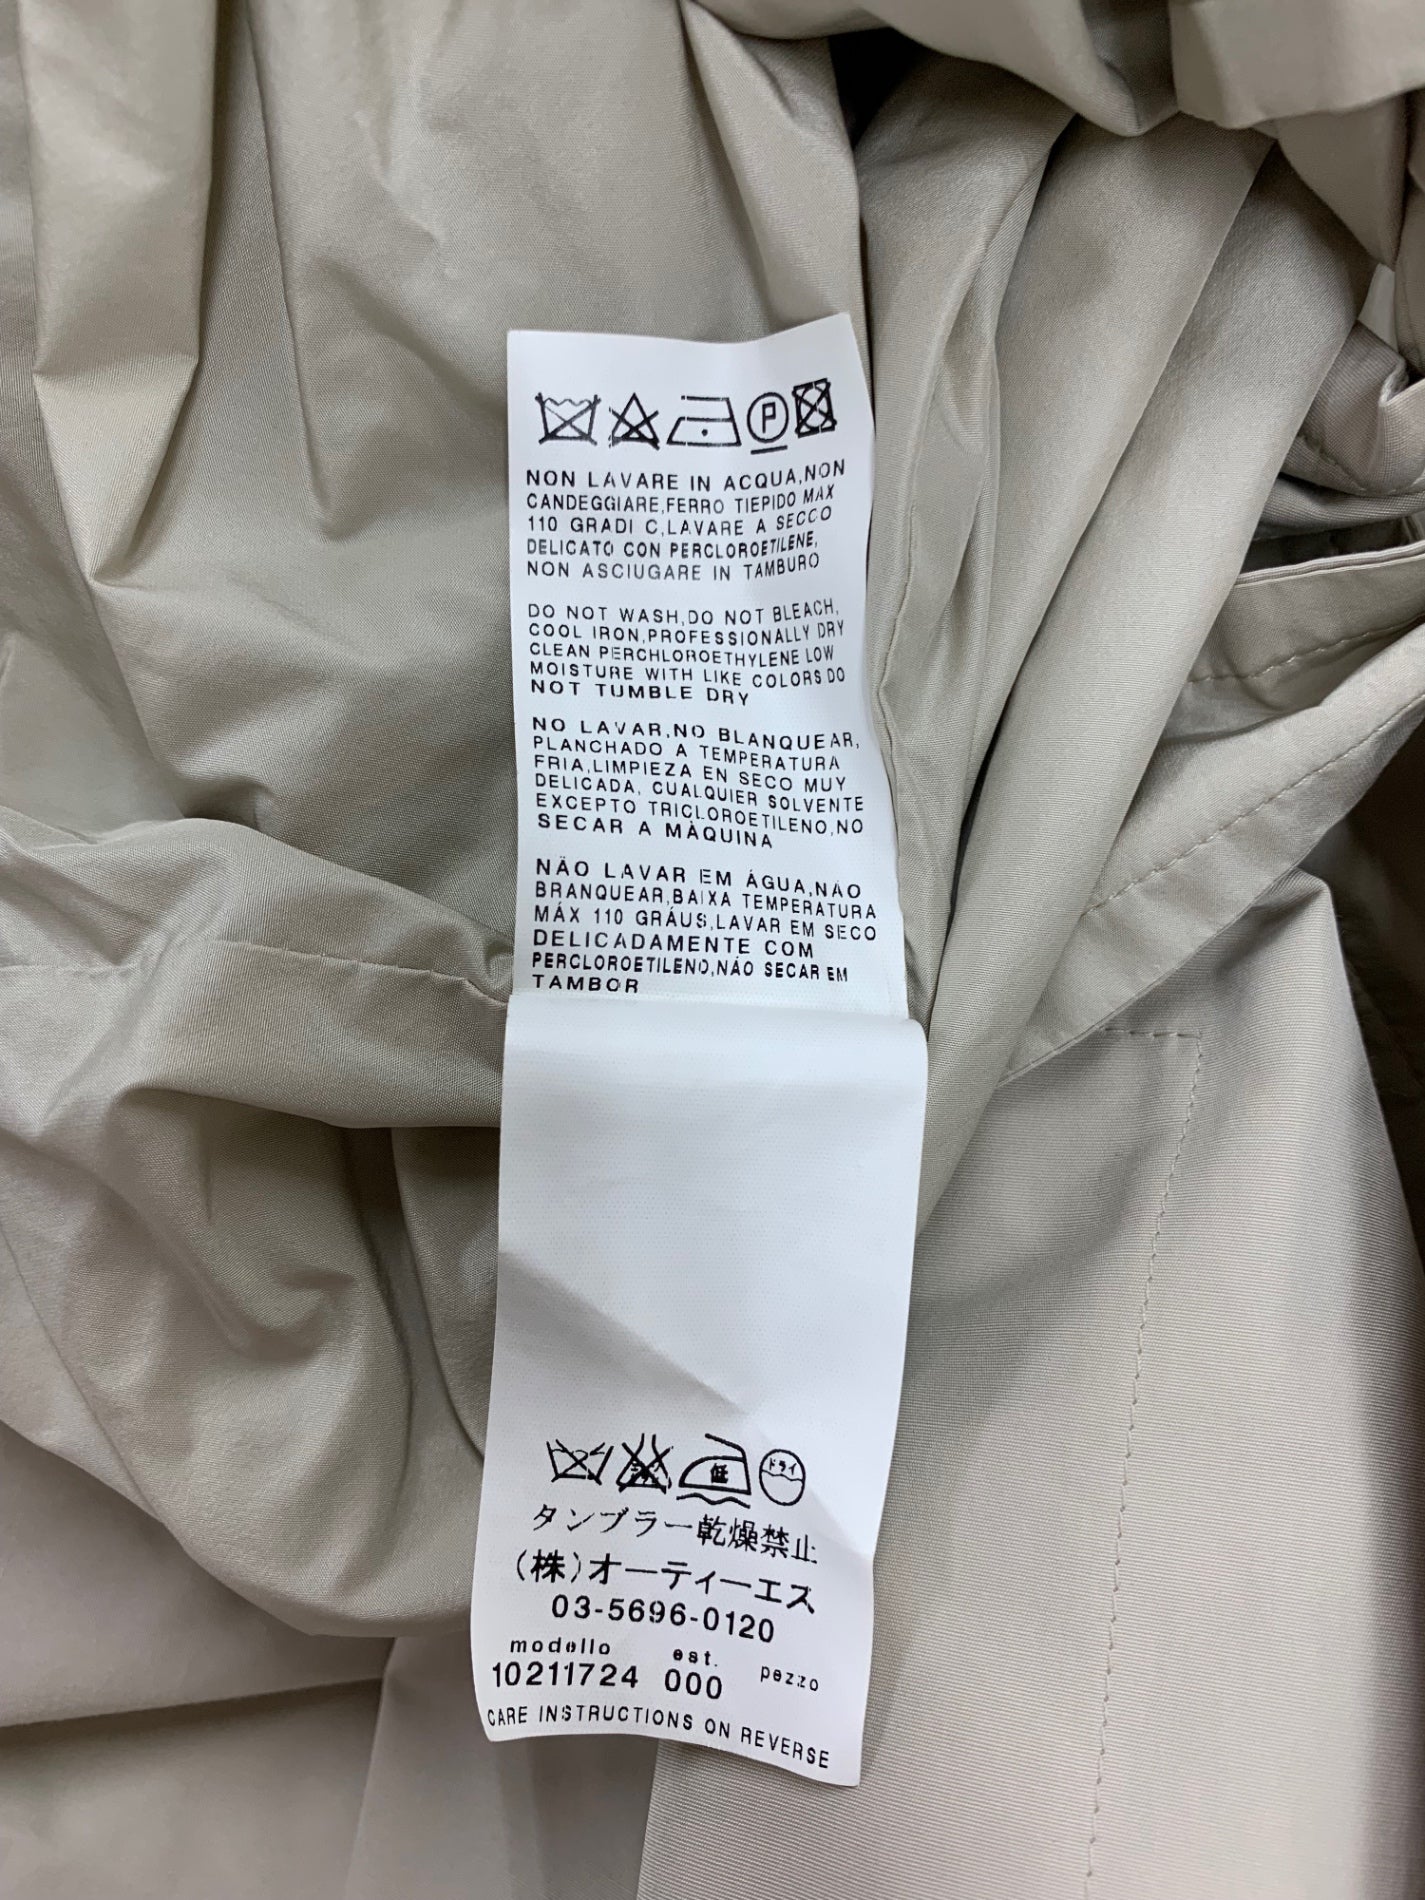 P
NON LAVARE IN ACQUA,NON
CANDEGGIARE,FERRO TIEPIDO MAX
110 GRADI C,LAVARE A SECCO
DELICATO CON PERCLOROETILENE,
NON ASCIUGARE IN TAMBURO
DO NOT WASH,DO NOT BLEACH,
COOL IRON,PROFESSIONALLY DRY
CLEAN PERCHLOROETHYLENE LOW
MOISTURE WITH LIKE COLORS DO
NOT TUMBLE DRY
NO LAVAR,NO BLANQUEAR,
PLANCHADO A TEMPERATURA
FRIA,LIMPIEZA EN SECO MUY
DELICADA, CUALQUIER SOLVENTE
EXCEPTO TRICLOROETILENO,NO
SECAR A MÀQUINA
NÃO LAVAR EM ÁGUA,NÃO
BRANQUEAR,BAIXA TEMPERATURA
MÁX 110 GRÁUS,LAVAR EM SECO
DELICADAMENTE COM
PERCLOROETILENO,NÃO SECAR EM
TAMBOR
低 ドライ
タンブラー乾燥禁止
(株)オーティーエス
03-5696-0120
modello est. pezzo
10211724 000
CARE INSTRUCTIONS ON REVERSE